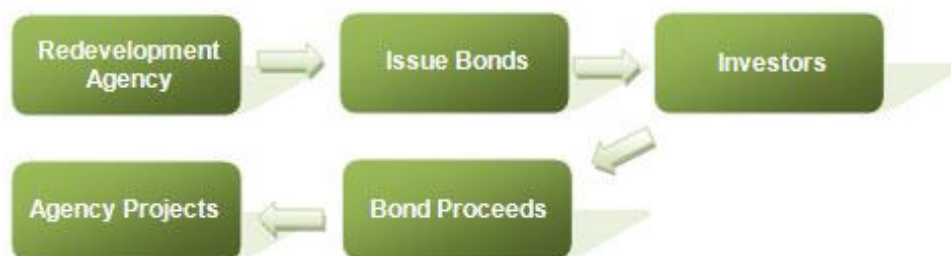 Redevelopment
Agency
Issue Bonds
Investors
Agency Projects
Bond Proceeds